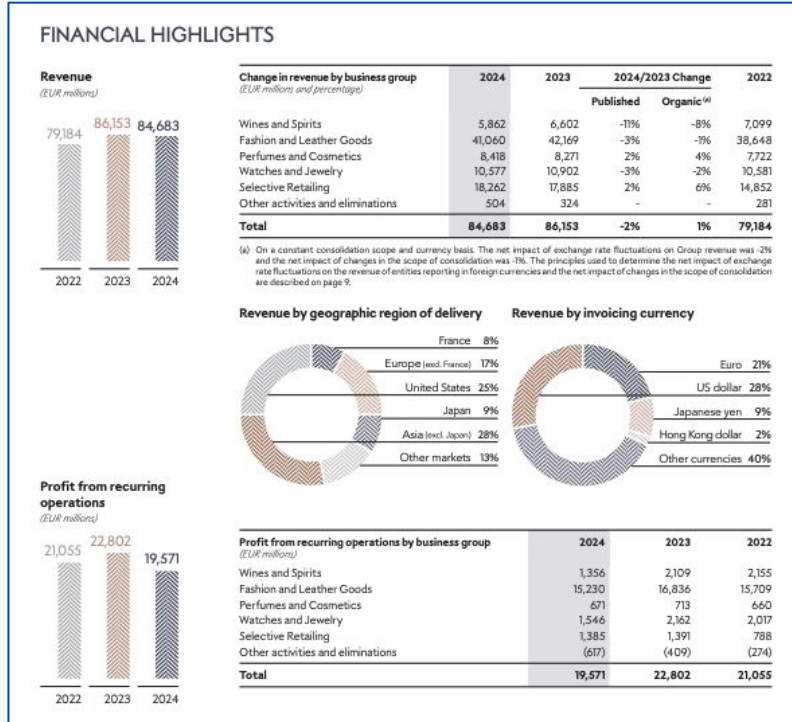 FINANCIAL HIGHLIGHTS
Revenue
(EUR millions)
79,184 86,153 84,683
2022 2023 2024
Change in revenue by business group 2024 2023 2024/2023 Change 2022
(EUR millions and percentage)
Published Organic (a)
Wines and Spirits 5,862 6,602 -11% -8% 7,099
Fashion and Leather Goods 41,060 42,169 -3% -1% 38,648
Perfumes and Cosmetics 8,418 8,271 2% 4% 7,722
Watches and Jewelry 10,577 10,902 -3% -2% 10,581
Selective Retailing 18,262 17,885 2% 6% 14,852
Other activities and eliminations 504 324 - - 281
Total 84,683 86,153 -2% 1% 79,184
(a) On a constant consolidation scope and currency basis. The net impact of exchange rate fluctuations on Group revenue was -2%
and the net impact of changes in the scope of consolidation was -1%. The principles used to determine the net impact of exchange
rate fluctuations on the revenue of entities reporting in foreign currencies and the net impact of changes in the scope of consolidation
are described on page 9.
Revenue by geographic region of delivery
France 8%
Europe (excl. France) 17%
United States 25%
Japan 9%
Asia (excl. Japan) 28%
Other markets 13%
Revenue by invoicing currency
Euro 21%
US dollar 28%
Japanese yen 9%
Hong Kong dollar 2%
Other currencies 40%
Profit from recurring
operations
(EUR millions)
21,055 22,802 19,571
2022 2023 2024
Profit from recurring operations by business group 2024 2023 2022
(EUR millions)
Wines and Spirits 1,356 2,109 2,155
Fashion and Leather Goods 15,230 16,836 15,709
Perfumes and Cosmetics 671 713 660
Watches and Jewelry 1,546 2,162 2,017
Selective Retailing 1,385 1,391 788
Other activities and eliminations (617) (409) (274)
Total 19,571 22,802 21,055